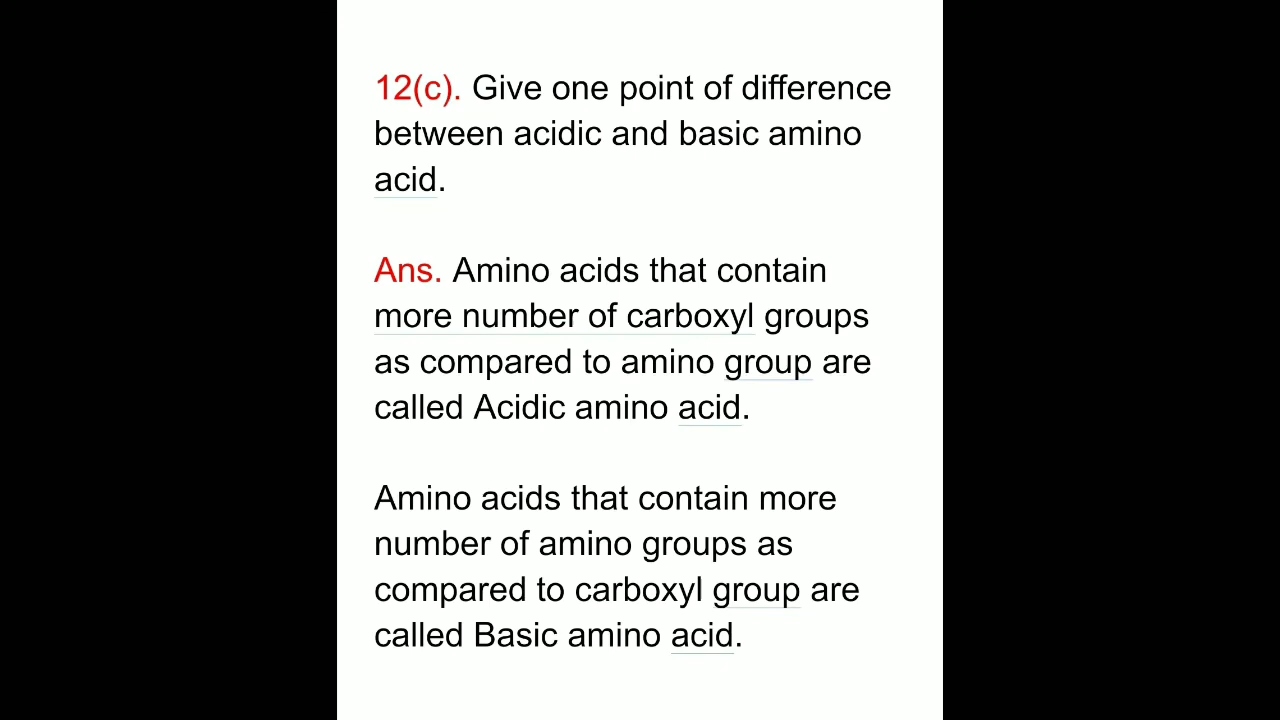 12(c). Give one point of difference
between acidic and basic amino
acid.
Ans. Amino acids that contain
more number of carboxyl groups
as compared to amino group are
called Acidic amino acid.
Amino acids that contain more
number of amino groups as
compared to carboxyl group are
called Basic amino acid.